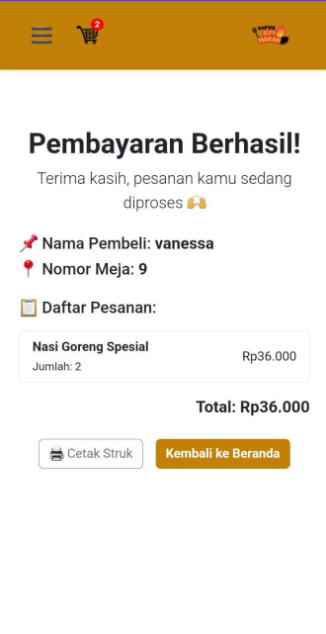 2
Pembayaran Berhasil!
Terima kasih, pesanan kamu sedang
diproses 🙌
📌 Nama Pembeli: vanessa
📍 Nomor Meja: 9
📋 Daftar Pesanan:
Nasi Goreng Spesial
Jumlah: 2
Rp36.000
Total: Rp36.000
🖨️ Cetak Struk
Kembali ke Beranda